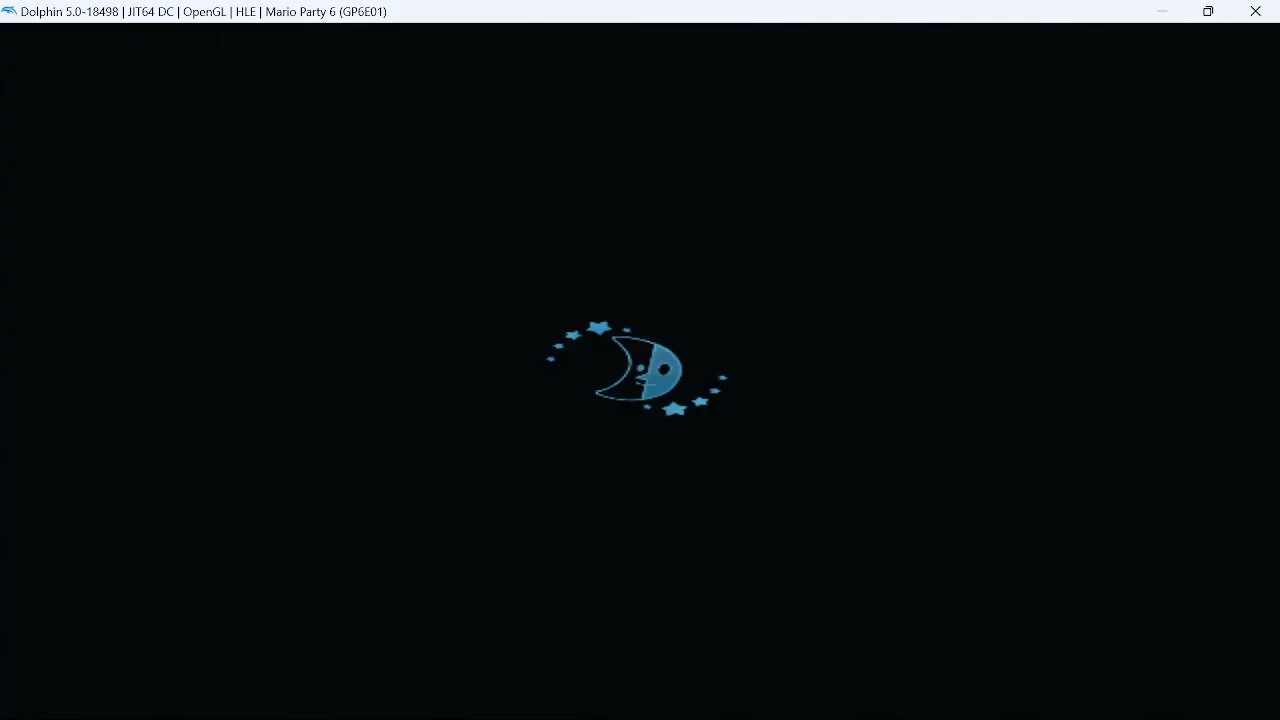 Dolphin 5.0-18498 | JIT64 DC | OpenGL | HLE | Mario Party 6 (GP6E01)